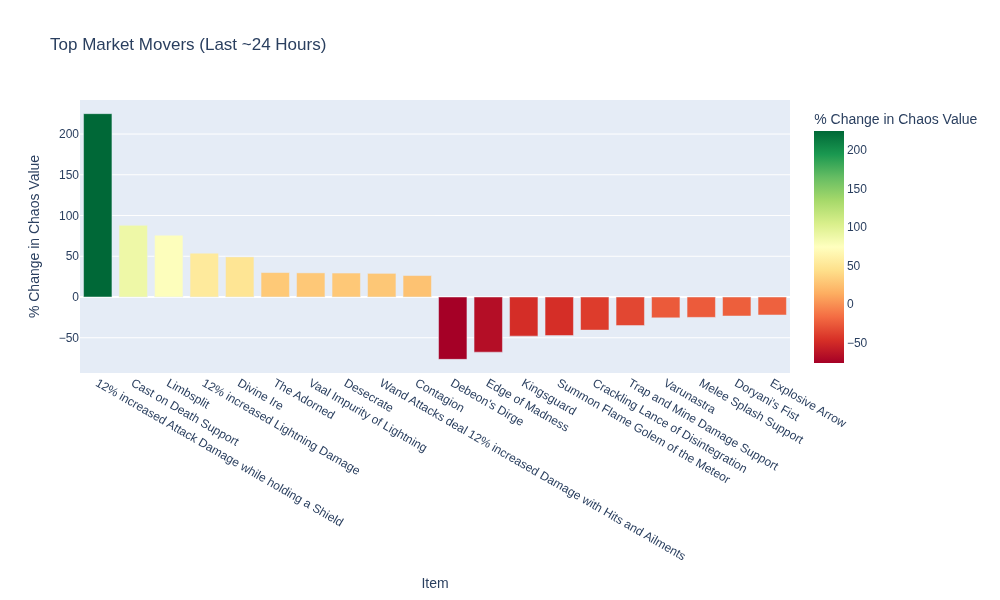 Top Market Movers (Last ~24 Hours)
% Change in Chaos Value
200
150
100
50
0
−50
12% increased Attack Damage while holding a Shield
Cast on Death Support
Limbsplit
12% increased Lightning Damage
Divine Ire
The Adorned
Vaal Impurity of Lightning
Desecrate
Wand Attacks deal 12% increased Damage with Hits and Ailments
Contagion
Debeon's Dirge
Edge of Madness
Kingsguard
Summon Flame Golem of the Meteor
Crackling Lance of Disintegration
Trap and Mine Damage Support
Varunastra
Melee Splash Support
Doryani's Fist
Explosive Arrow
Item
% Change in Chaos Value
200
150
100
50
0
−50